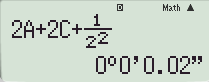 D Math ▲
2A+2C+1/2²
0°0'0.02"